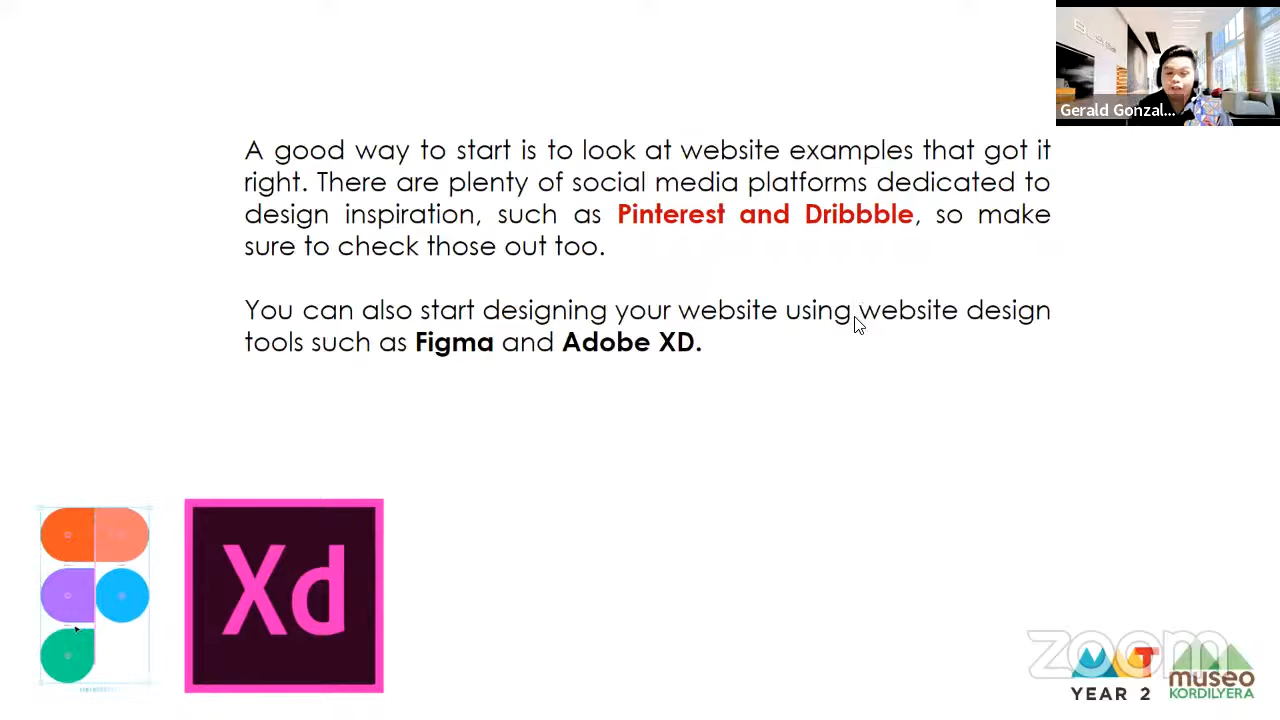 Gerald Gonzal...
A good way to start is to look at website examples that got it
right. There are plenty of social media platforms dedicated to
design inspiration, such as Pinterest and Dribbble, so make
sure to check those out too.
You can also start designing your website using website design
tools such as Figma and Adobe XD.
Xd
zoom
YEAR 2
museo
KORDILYERA